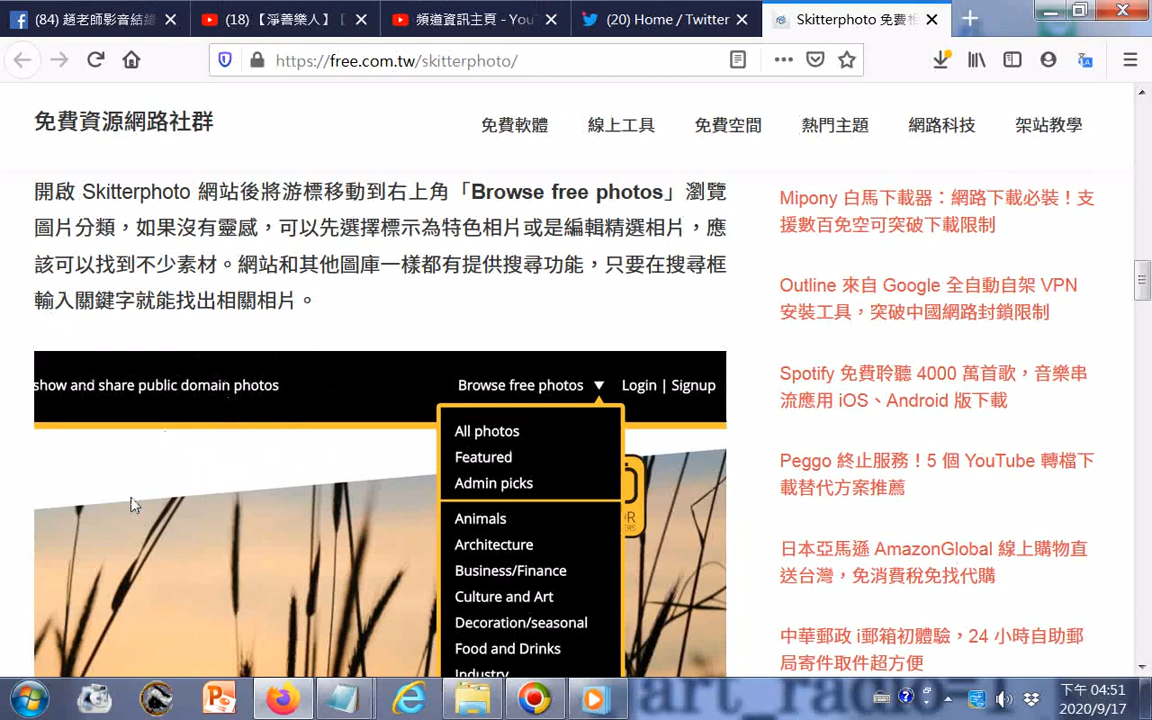 (84) 趙老師影音結緣
(18) 【淨善樂人】
頻道資訊主頁 - You
(20) Home / Twitter
Skitterphoto 免費相
https://free.com.tw/skitterphoto/
免費資源網路社群
免費軟體
線上工具
免費空間
熱門主題
網路科技
架站教學
開啟 Skitterphoto 網站後將游標移動到右上角「Browse free photos」瀏覽
圖片分類，如果沒有靈感，可以先選擇標示為特色相片或是編輯精選相片，應
該可以找到不少素材。網站和其他圖庫一樣都有提供搜尋功能，只要在搜尋框
輸入關鍵字就能找出相關相片。
show and share public domain photos
Browse free photos
Login | Signup
All photos
Featured
Admin picks
Animals
Architecture
Business/Finance
Culture and Art
Decoration/seasonal
Food and Drinks
Industry
Mipony 白馬下載器：網路下載必裝！支
援數百免空可突破下載限制
Outline 來自 Google 全自動自架 VPN
安裝工具，突破中國網路封鎖限制
Spotify 免費聆聽 4000 萬首歌，音樂串
流應用 iOS、Android 版下載
Peggo 終止服務！5 個 YouTube 轉檔下
載替代方案推薦
日本亞馬遜 AmazonGlobal 線上購物直
送台灣，免消費稅免找代購
中華郵政 i郵箱初體驗，24 小時自助郵
局寄件取件超方便
下午 04:51
2020/9/17